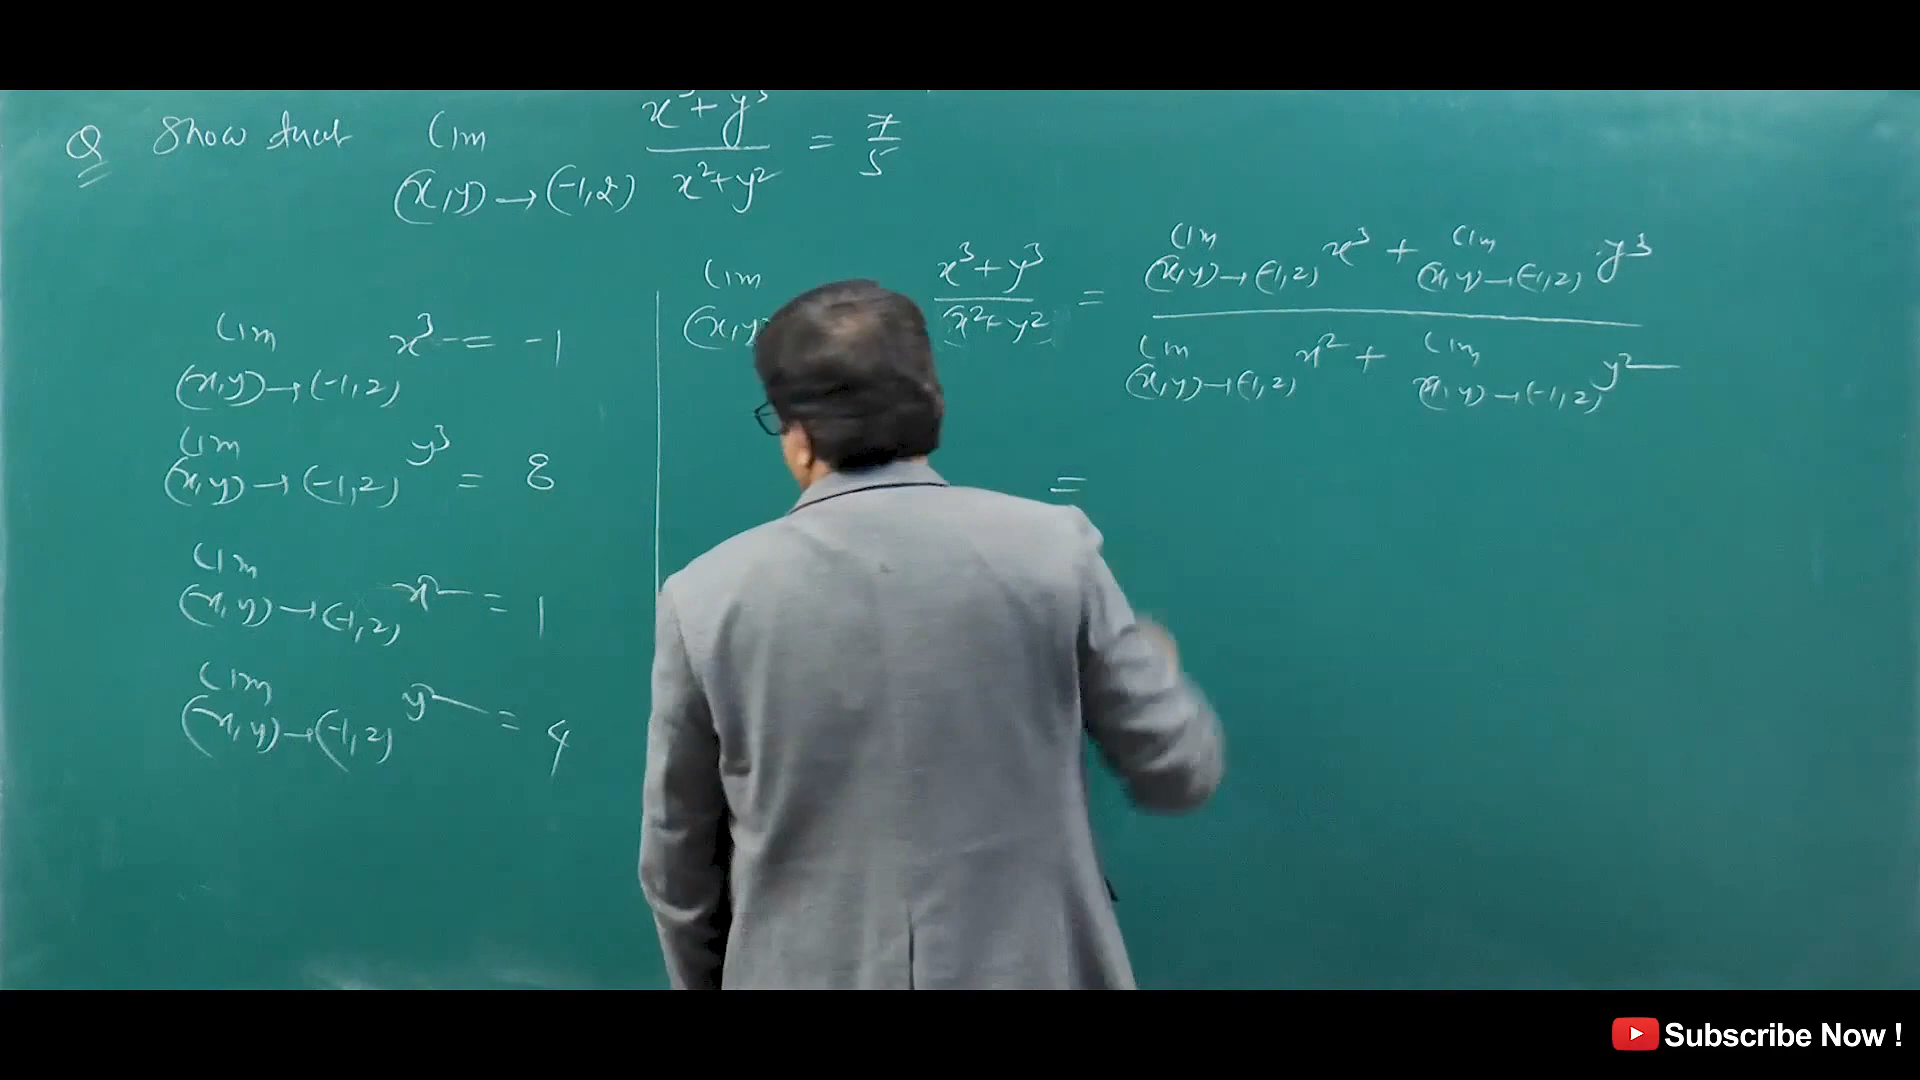 Q Show that lim (x,y)→(-1,2) x³+y³/x²+y² = 7/5
lim (x,y)→(-1,2) x³ = -1
lim (x,y)→(-1,2) y³ = 8
lim (x,y)→(-1,2) x² = 1
lim (x,y)→(-1,2) y² = 4
lim (x,y) x³+y³/x²+y² = lim (x,y)→(-1,2) x³ + lim (x,y)→(-1,2) y³ / lim (x,y)→(-1,2) x² + lim (x,y)→(-1,2) y²
=
Subscribe Now !